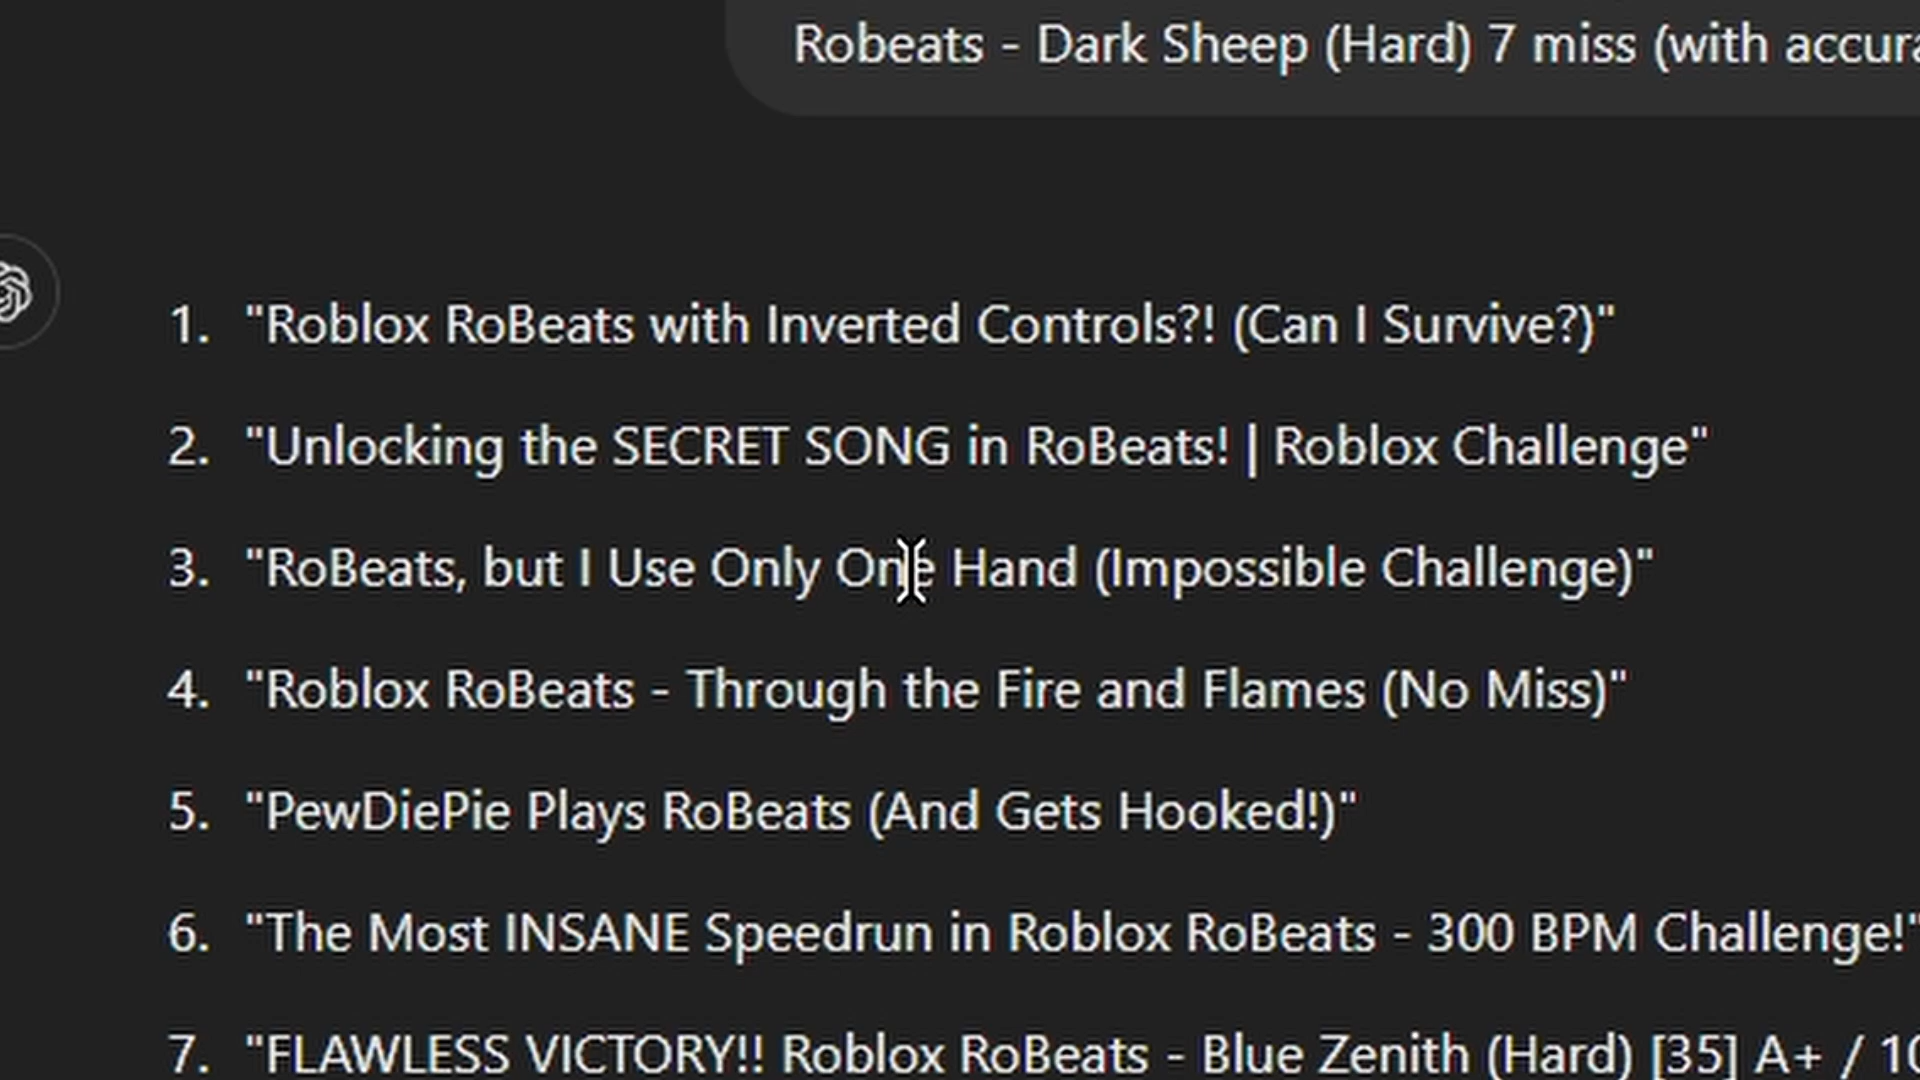 Robeats - Dark Sheep (Hard) 7 miss (with
1. "Roblox RoBeats with Inverted Controls?! (Can I Survive?)"
2. "Unlocking the SECRET SONG in RoBeats! | Roblox Challenge"
3. "RoBeats, but I Use Only One Hand (Impossible Challenge)"
4. "Roblox RoBeats - Through the Fire and Flames (No Miss)"
5. "PewDiePie Plays RoBeats (And Gets Hooked!)"
6. "The Most INSANE Speedrun in Roblox RoBeats - 300 BPM Challenge!"
7. "FLAWLESS VICTORY!! Roblox RoBeats - Blue Zenith (Hard) [35] A+ /